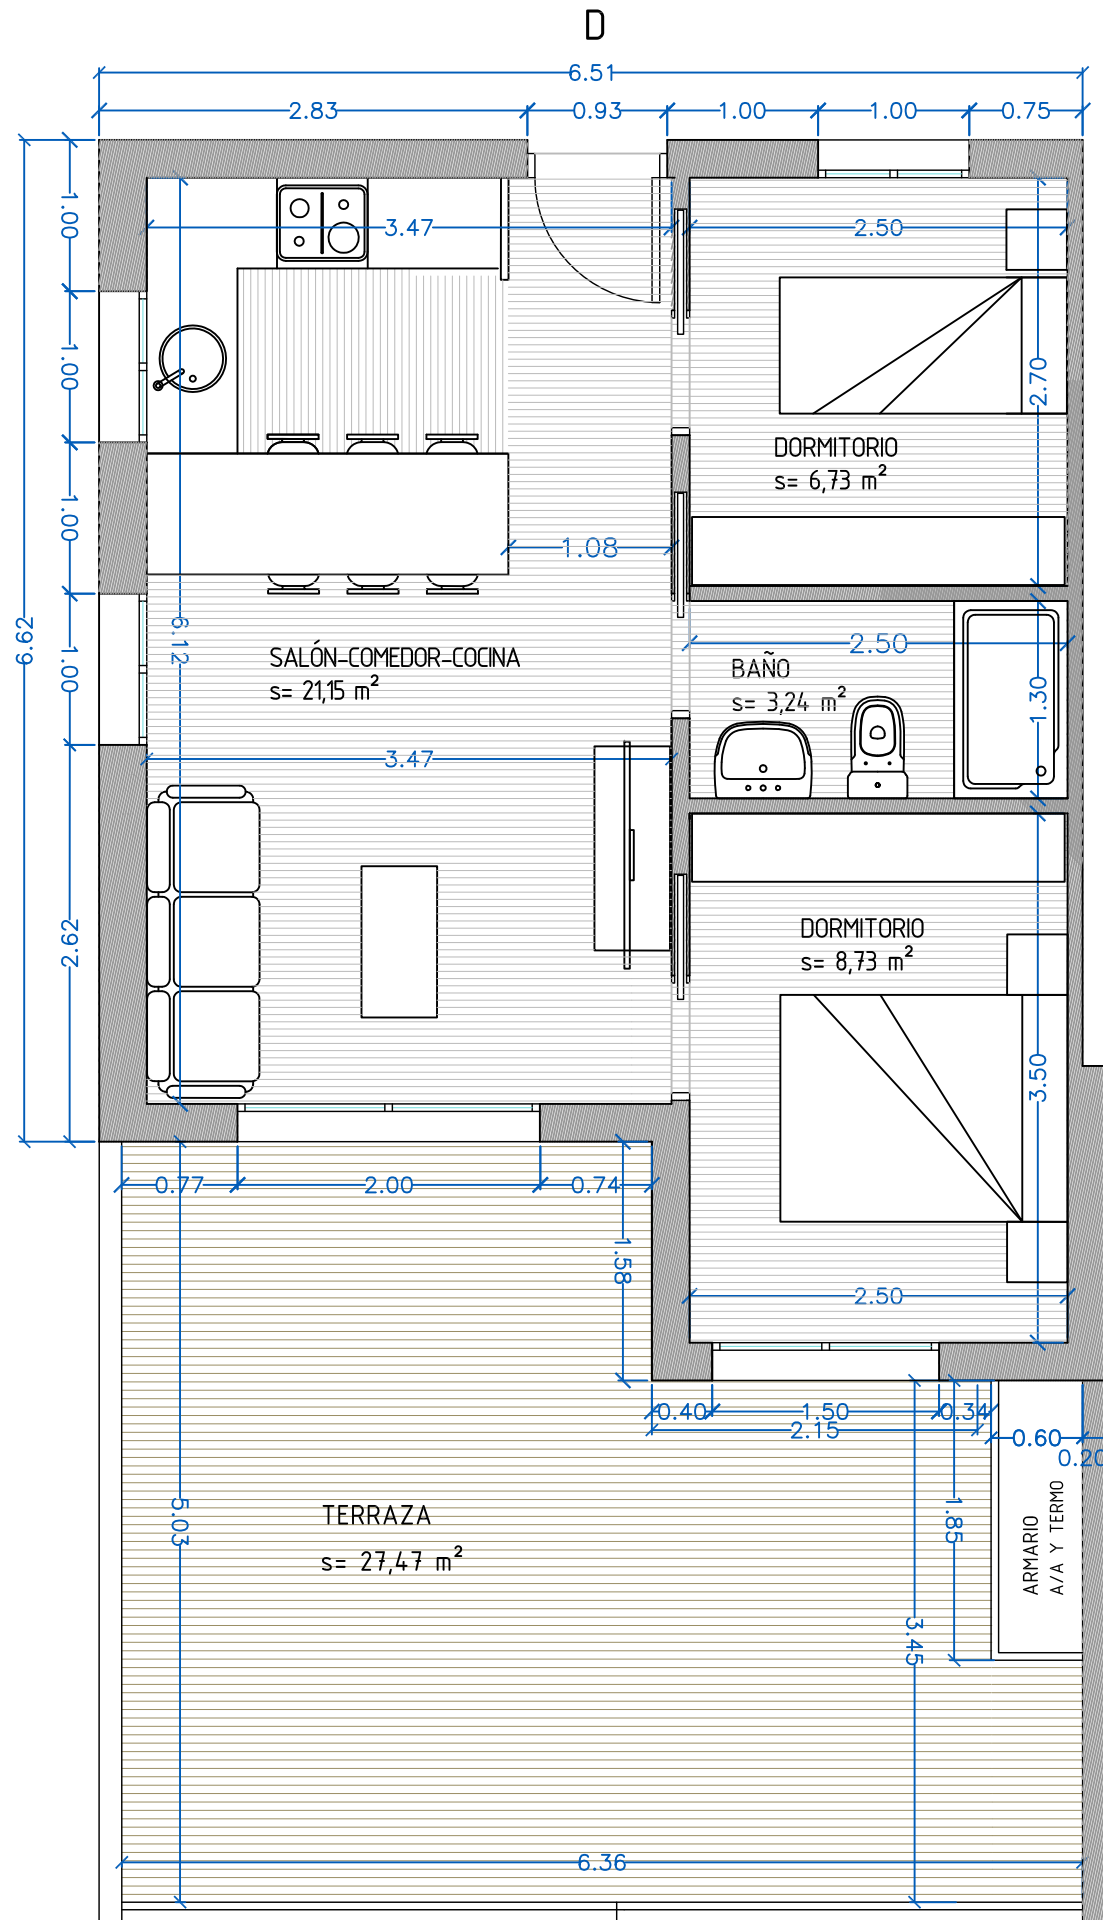 D
6.51
2.83
0.93
1.00
1.00
0.75
1.00
3.47
2.50
1.00
2.70
DORMITORIO
s= 6,73 m²
1.00
1.08
6.62
6.12
1.00
SALÓN-COMEDOR-COCINA
s= 21,15 m²
2.50
BAÑO
s= 3,24 m²
1.30
3.47
2.62
DORMITORIO
s= 8,73 m²
3.50
0.77
2.00
0.74
1.58
2.50
0.40
1.50
0.34
2.15
0.60
0.20
5.03
TERRAZA
s= 27,47 m²
1.85
ARMARIO
A/A Y TERMO
3.45
6.36